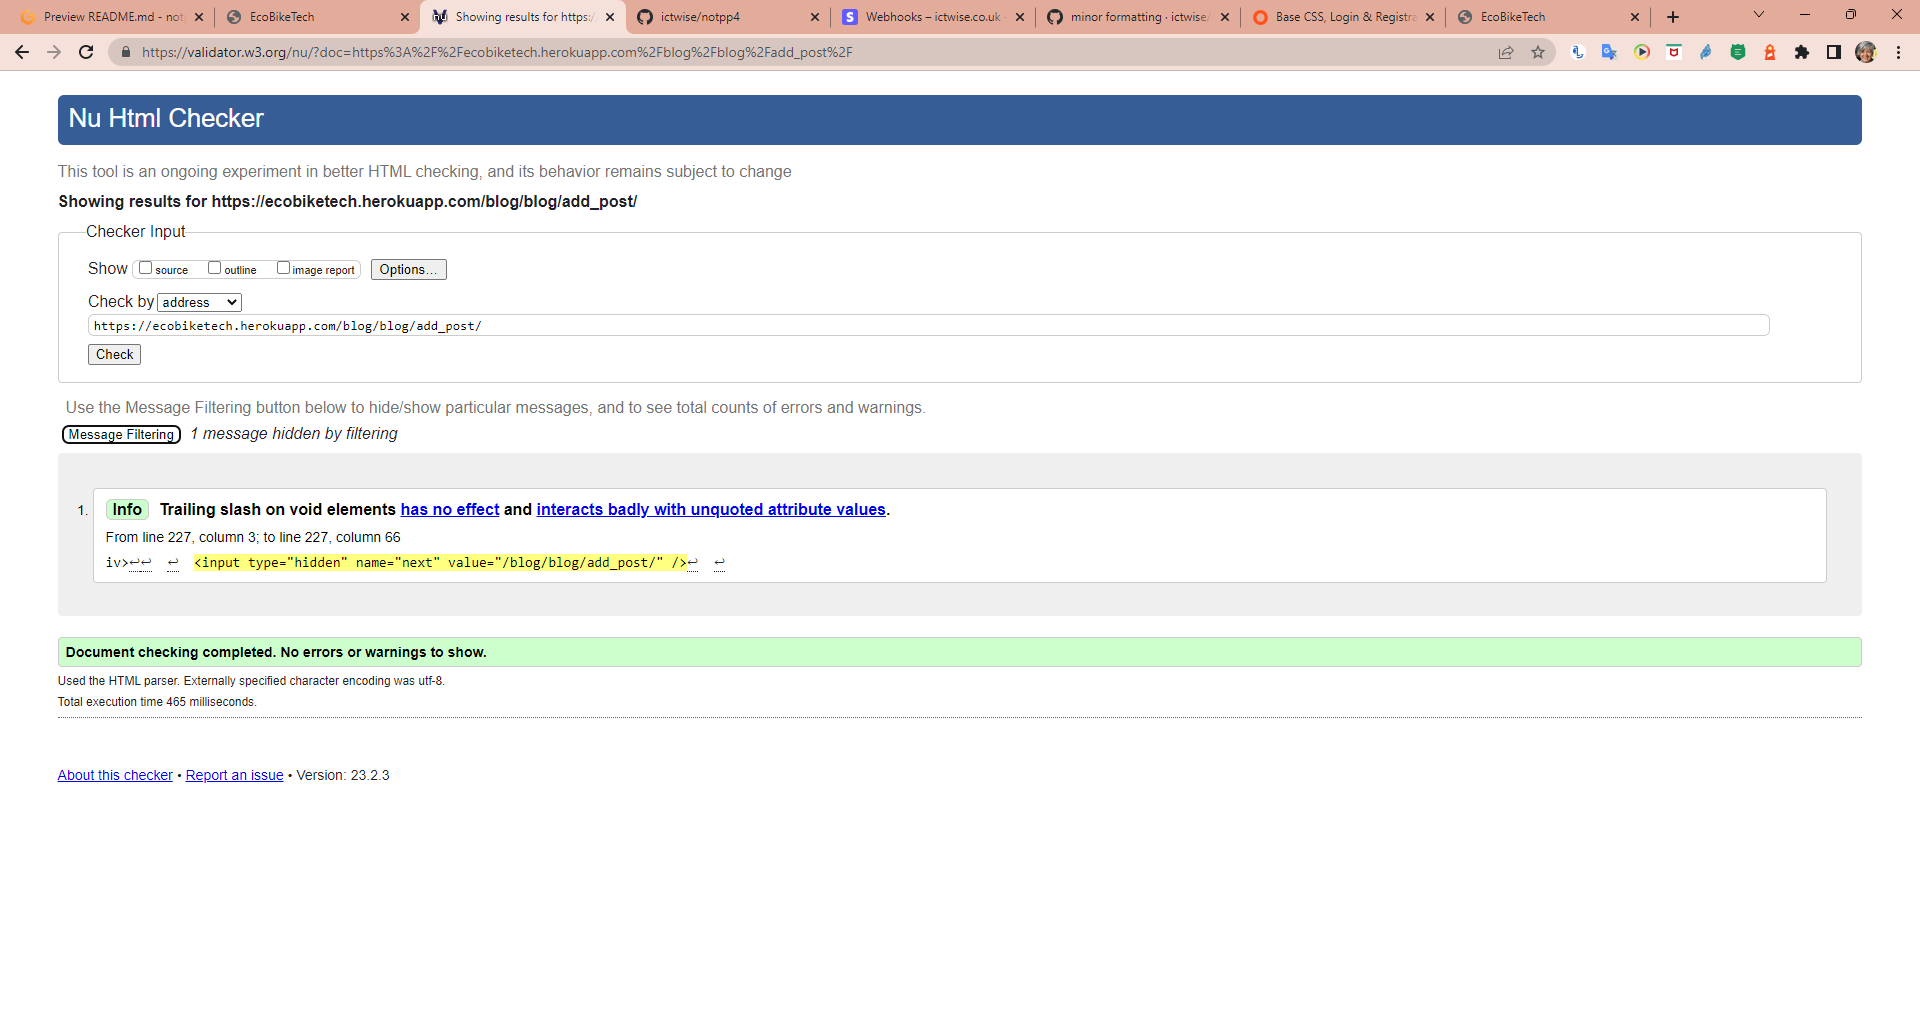 Preview README.md - notp
EcoBikeTech
Showing results for https:/
ictwise/notpp4
Webhooks – ictwise.co.uk
minor formatting · ictwise/
Base CSS, Login & Registra
EcoBikeTech
https://validator.w3.org/nu/?doc=https%3A%2F%2Fecobiketech.herokuapp.com%2Fblog%2Fblog%2Fadd_post%2F
Nu Html Checker
This tool is an ongoing experiment in better HTML checking, and its behavior remains subject to change
Showing results for https://ecobiketech.herokuapp.com/blog/blog/add_post/
Checker Input
Show source outline image report Options...
Check by address
https://ecobiketech.herokuapp.com/blog/blog/add_post/
Check
Use the Message Filtering button below to hide/show particular messages, and to see total counts of errors and warnings.
Message Filtering 1 message hidden by filtering
1. Info Trailing slash on void elements has no effect and interacts badly with unquoted attribute values.
From line 227, column 3; to line 227, column 66
iv>↩↩ ↩ <input type="hidden" name="next" value="/blog/blog/add_post/" />↩ ↩
Document checking completed. No errors or warnings to show.
Used the HTML parser. Externally specified character encoding was utf-8.
Total execution time 465 milliseconds.
About this checker • Report an issue • Version: 23.2.3